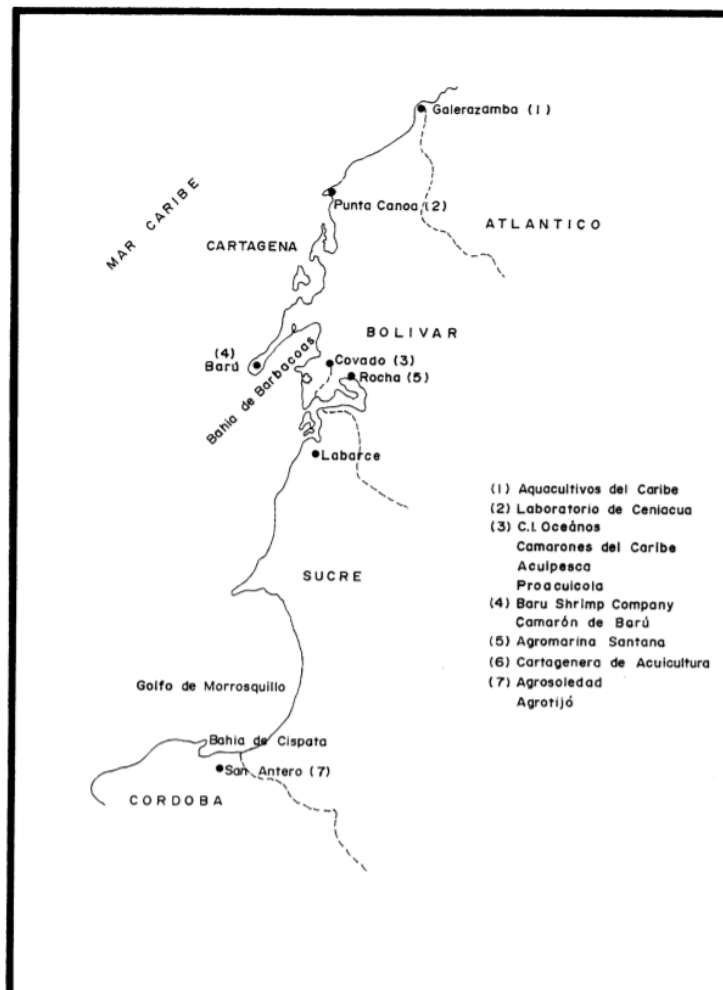 Galerazamba (1)
Punta Canoa (2)
ATLANTICO
MAR CARIBE
CARTAGENA
BOLIVAR
(4)
Barú
Bahia de Barbacoas
Covado (3)
Rocha (5)
Labarce
SUCRE
Golfo de Morrosquillo
Bahia de Cispata
San Antero (7)
CORDOBA
(1) Aquacultivos del Caribe
(2) Laboratorio de Ceniacua
(3) C.I. Oceános
Camarones del Caribe
Acuipesca
Proacuicola
(4) Baru Shrimp Company
Camarón de Barú
(5) Agromarina Santana
(6) Cartagenera de Acuicultura
(7) Agrosoledad
Agrotijó